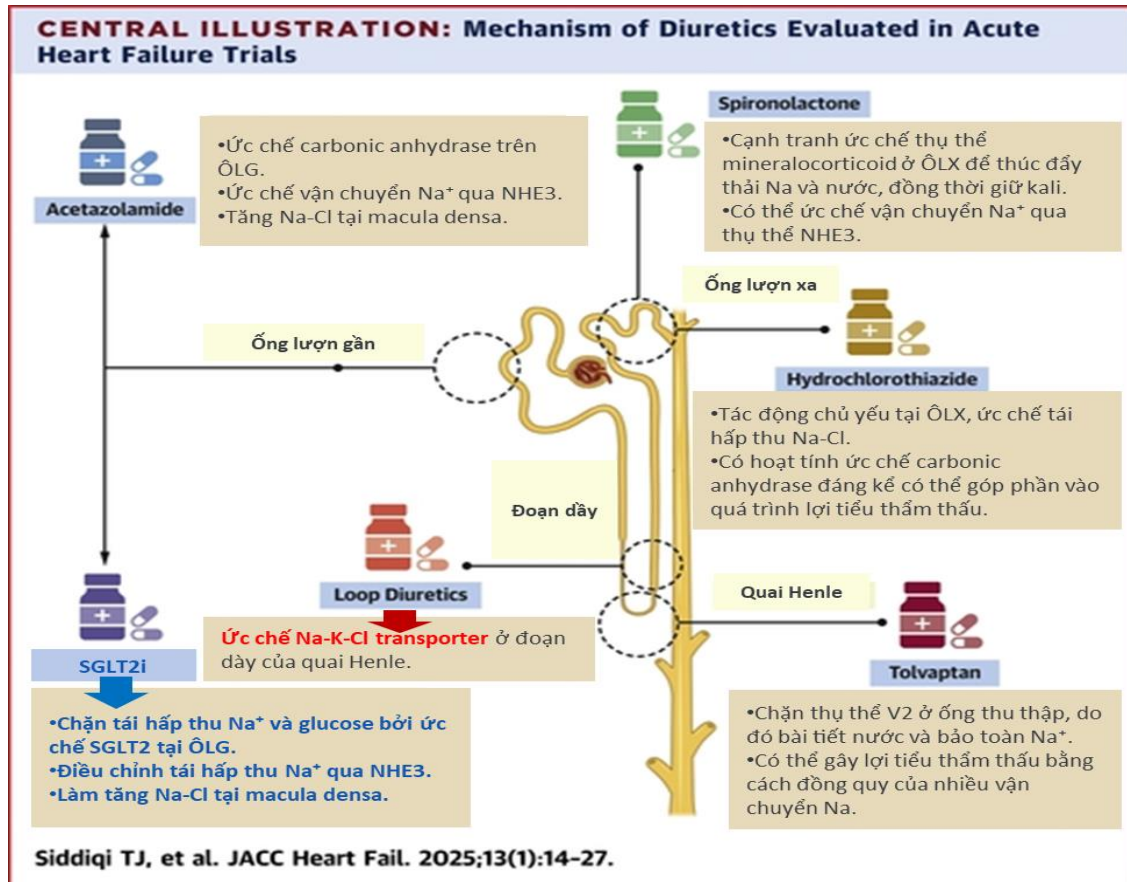 CENTRAL ILLUSTRATION: Mechanism of Diuretics Evaluated in Acute
Heart Failure Trials
Acetazolamide
•Ức chế carbonic anhydrase trên
ÔLG.
•Ức chế vận chuyển Na⁺ qua NHE3.
•Tăng Na-Cl tại macula densa.
Spironolactone
•Cạnh tranh ức chế thụ thể
mineralocorticoid ở ÔLX để thúc đẩy
thải Na và nước, đồng thời giữ kali.
•Có thể ức chế vận chuyển Na⁺ qua
thụ thể NHE3.
Ống lượn xa
Ống lượn gần
Hydrochlorothiazide
•Tác động chủ yếu tại ÔLX, ức chế tái
hấp thu Na-Cl.
•Có hoạt tính ức chế carbonic
anhydrase đáng kể có thể góp phần vào
quá trình lợi tiểu thẩm thấu.
Đoạn dầy
Loop Diuretics
Ức chế Na-K-Cl transporter ở đoạn
dày của quai Henle.
Quai Henle
Tolvaptan
•Chặn thụ thể V2 ở ống thu thập, do
đó bài tiết nước và bảo toàn Na⁺.
•Có thể gây lợi tiểu thẩm thấu bằng
cách đồng quy của nhiều vận
chuyển Na.
SGLT2i
•Chặn tái hấp thu Na⁺ và glucose bởi ức
chế SGLT2 tại ÔLG.
•Điều chỉnh tái hấp thu Na⁺ qua NHE3.
•Làm tăng Na-Cl tại macula densa.
Siddiqi TJ, et al. JACC Heart Fail. 2025;13(1):14–27.